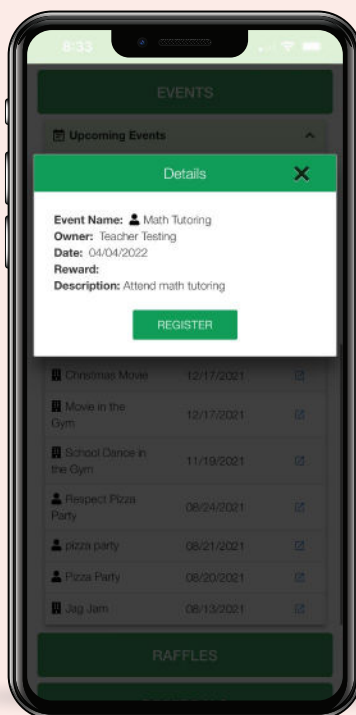 8:33
EVENTS
Upcoming Events
Details
Event Name: Math Tutoring
Owner: Teacher Testing
Date: 04/04/2022
Reward:
Description: Attend math tutoring
REGISTER
Christmas Movie 12/17/2021
Movie in the
Gym 12/17/2021
School Dance in
the Gym 11/19/2021
Respect Pizza
Party 08/24/2021
pizza party 08/21/2021
Pizza Party 08/20/2021
Jag Jam 08/13/2021
RAFFLES